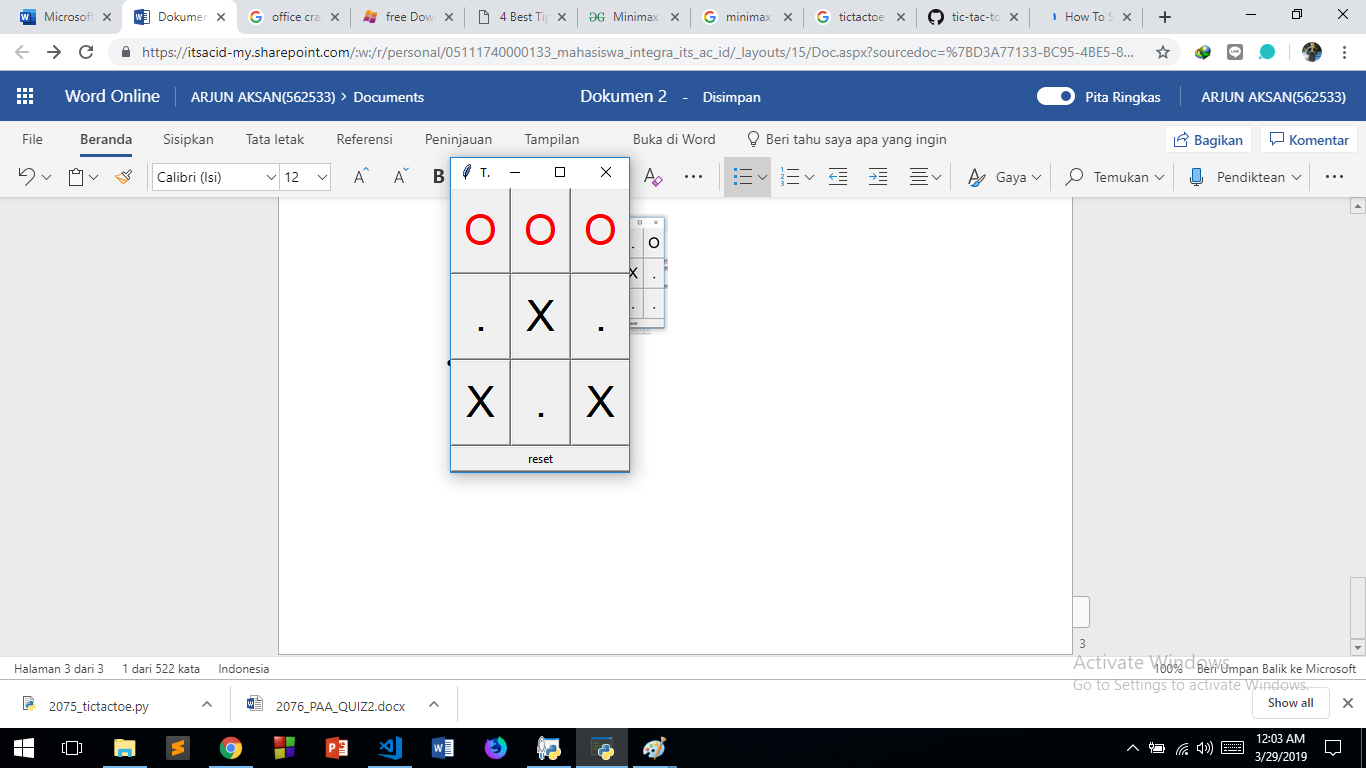 Microsoft
Dokumen
office cra
free Dow
4 Best Tip
Minimax
minimax
tictactoe
tic-tac-to
How To S
https://itsacid-my.sharepoint.com/:w:/r/personal/05111740000133_mahasiswa_integra_its_ac_id/_layouts/15/Doc.aspx?sourcedoc=%7BD3A77133-BC95-4BE5-8...
Word Online ARJUN AKSAN(562533) > Documents Dokumen 2 - Disimpan Pita Ringkas ARJUN AKSAN(562533)
File Beranda Sisipkan Tata letak Referensi Peninjauan Tampilan Buka di Word Beri tahu saya apa yang ingin Bagikan Komentar
Calibri (Isi) 12 A A B A ... Gaya Temukan Pendiktean ...
T.
O O O
. X .
X . X
reset
. O
X .
. .
3
Halaman 3 dari 3 1 dari 522 kata Indonesia 100% Beri Umpan Balik ke Microsoft
Activate Windows
Go to Settings to activate Windows.
2075_tictactoe.py 2076_PAA_QUIZ2.docx Show all
12:03 AM
3/29/2019